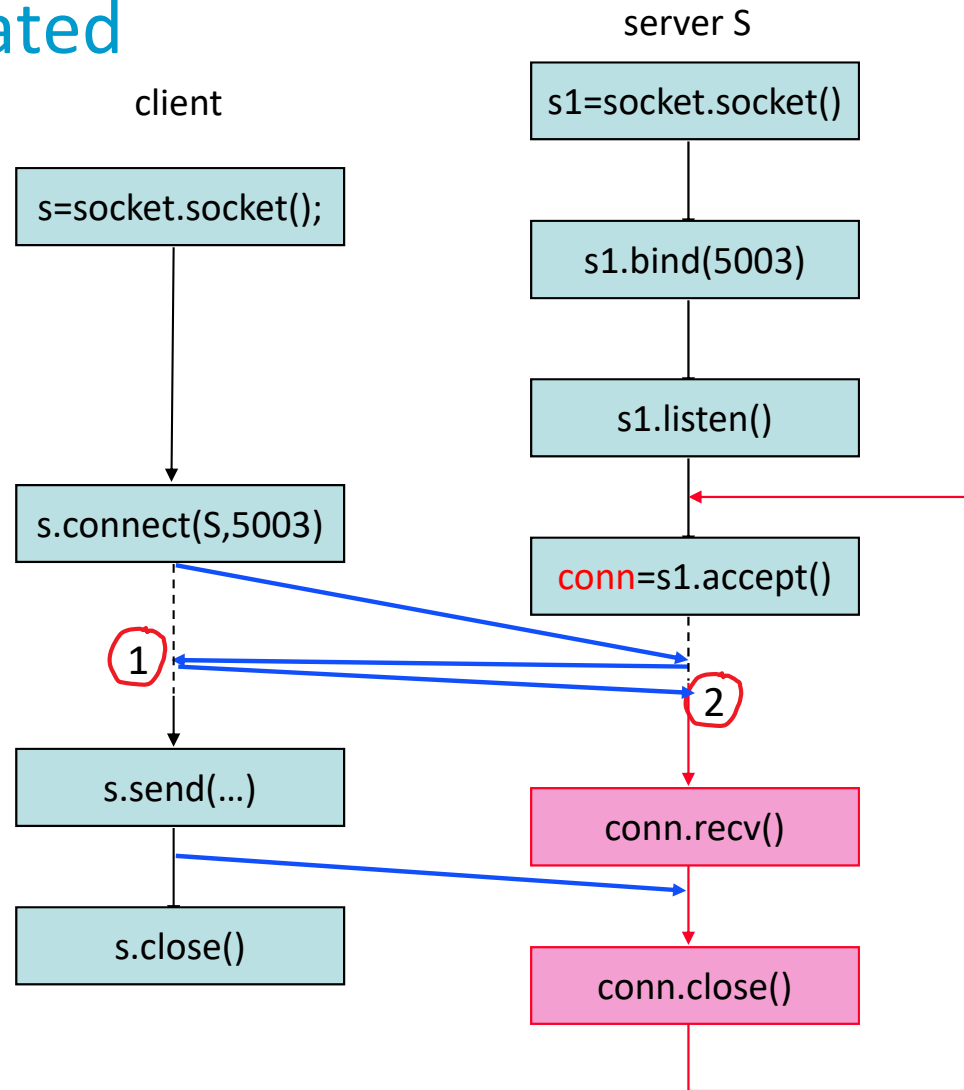 ated
server S
client
s1=socket.socket()
s=socket.socket();
s1.bind(5003)
s1.listen()
s.connect(S,5003)
conn=s1.accept()
1
2
s.send(…)
conn.recv()
s.close()
conn.close()